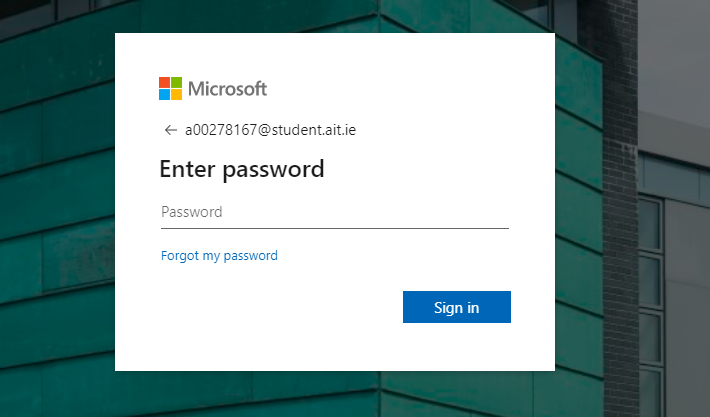 Microsoft
← a00278167@student.ait.ie
Enter password
Password
Forgot my password
Sign in